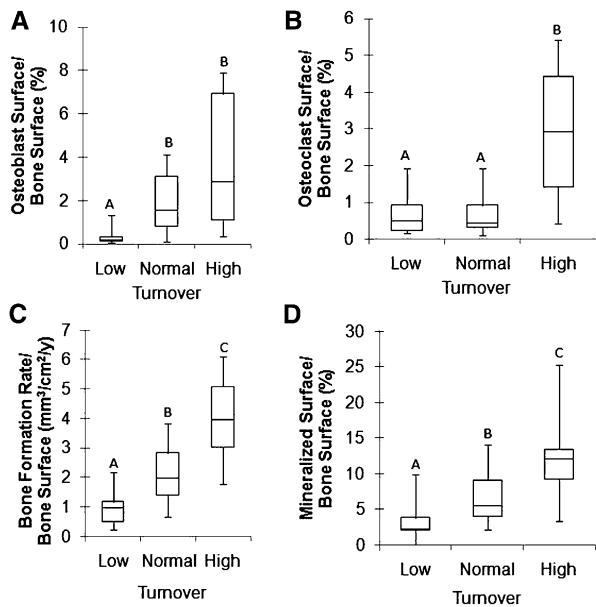 A
Osteoblast Surface/
Bone Surface (%)
10
8
6
4
2
0
A
B
B
Low Normal High
Turnover
B
Osteoclast Surface/
Bone Surface (%)
6
5
4
3
2
1
0
A
A
B
Low Normal High
Turnover
C
Bone Formation Rate/
Bone Surface (mm³/cm²/y)
7
6
5
4
3
2
1
0
A
B
C
Low Normal High
Turnover
D
Mineralized Surface/
Bone Surface (%)
30
25
20
15
10
5
0
A
B
C
Low Normal High
Turnover